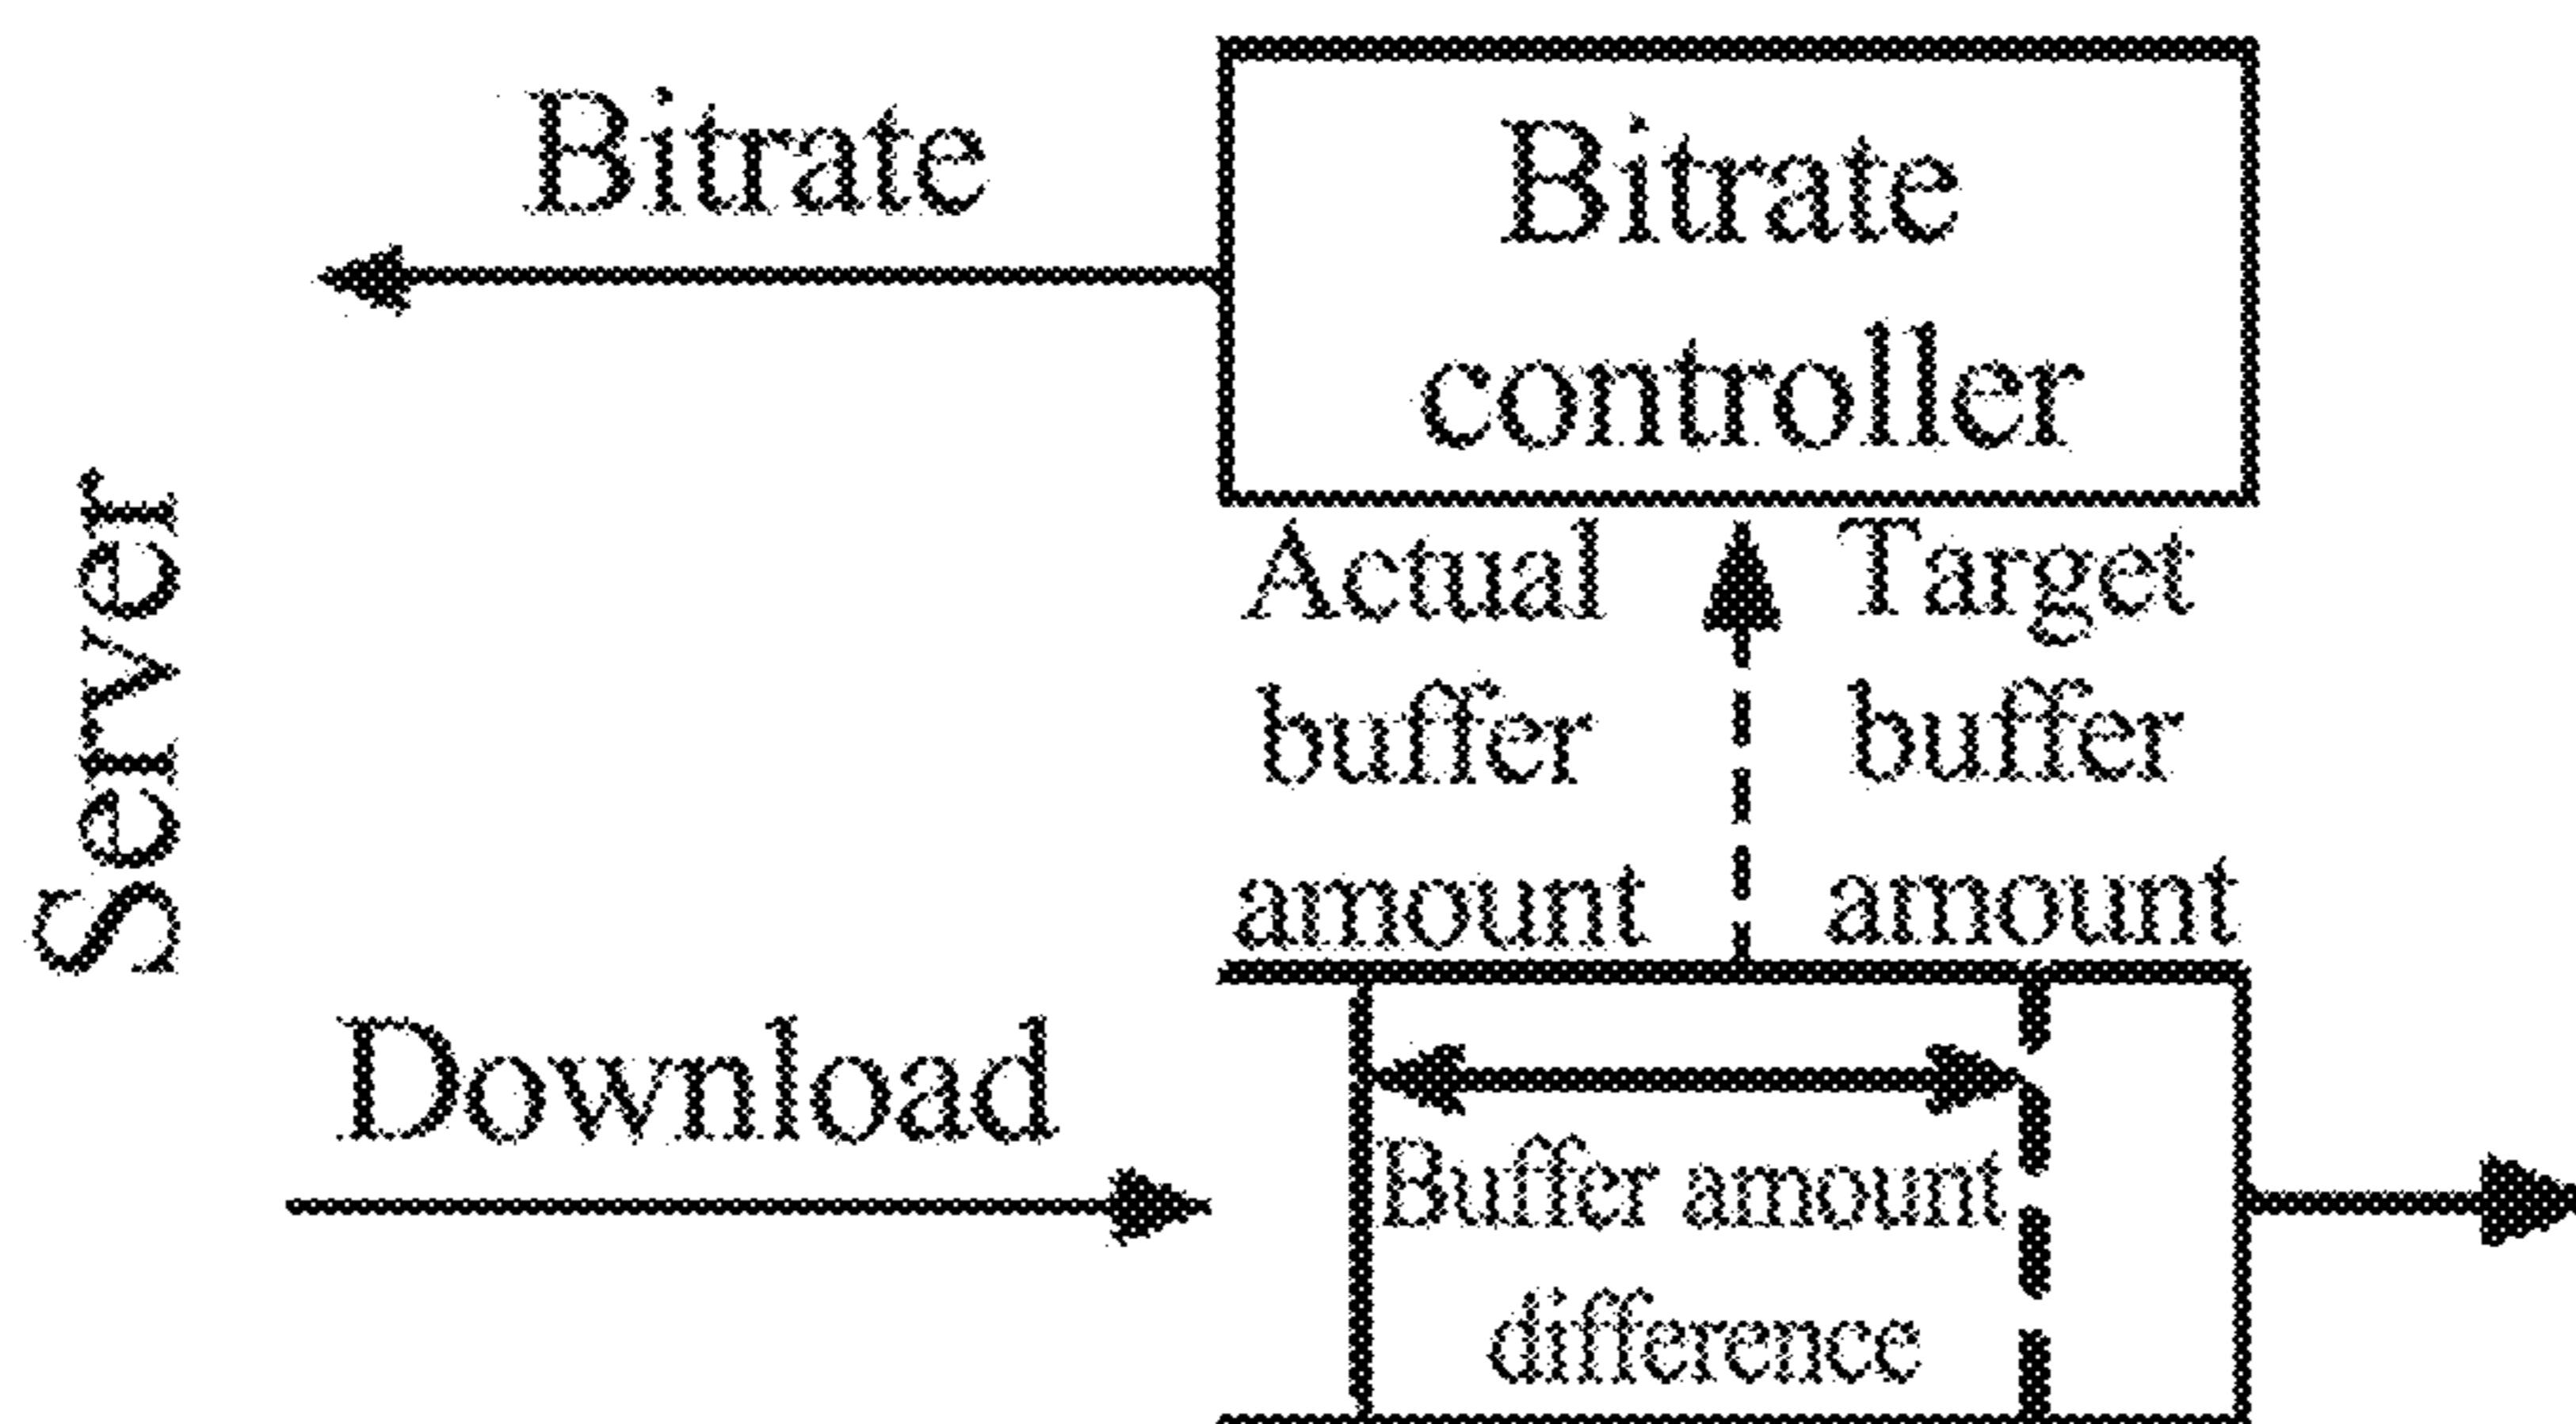 Bitrate
Bitrate
controller
Server
Actual
buffer
amount
Target
buffer
amount
Download
Buffer amount
difference